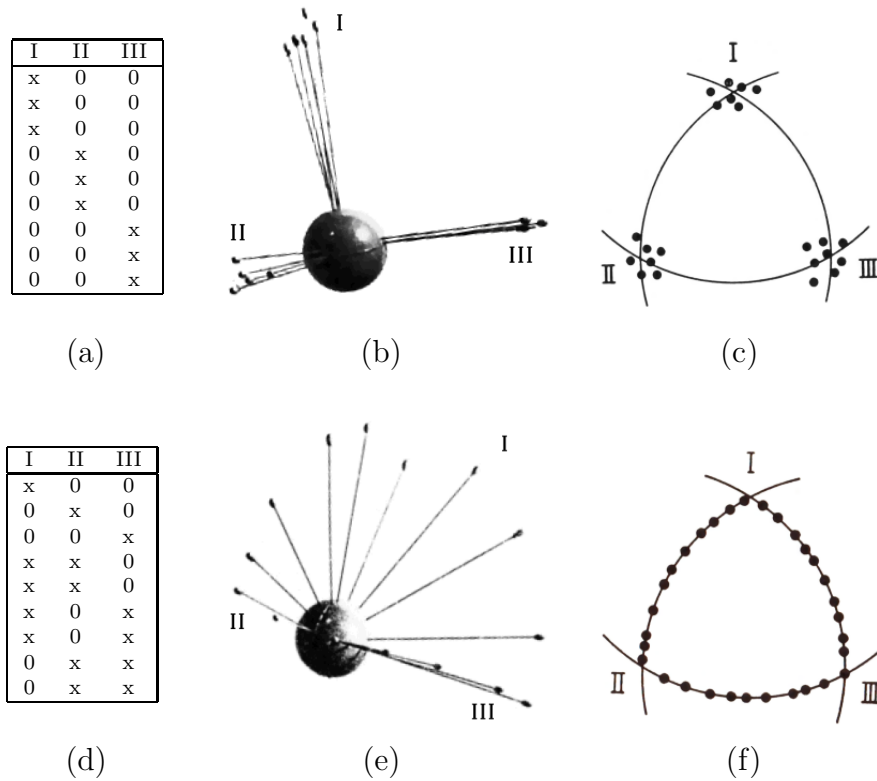 I II III
x 0 0
x 0 0
x 0 0
0 x 0
0 x 0
0 x 0
0 0 x
0 0 x
0 0 x
(a)
I
II
III
(b)
I
II
III
(c)
I II III
x 0 0
0 x 0
0 0 x
x x 0
x x 0
x 0 x
x 0 x
0 x x
0 x x
(d)
I
II
III
(e)
I
II
III
(f)